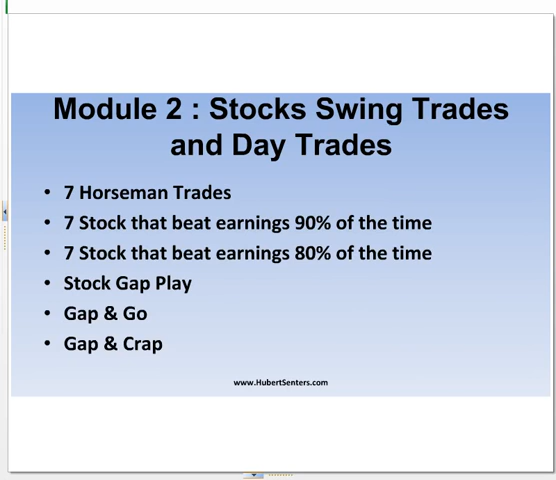 Module 2 : Stocks Swing Trades
and Day Trades
• 7 Horseman Trades
• 7 Stock that beat earnings 90% of the time
• 7 Stock that beat earnings 80% of the time
• Stock Gap Play
• Gap & Go
• Gap & Crap
www.HubertSenters.com